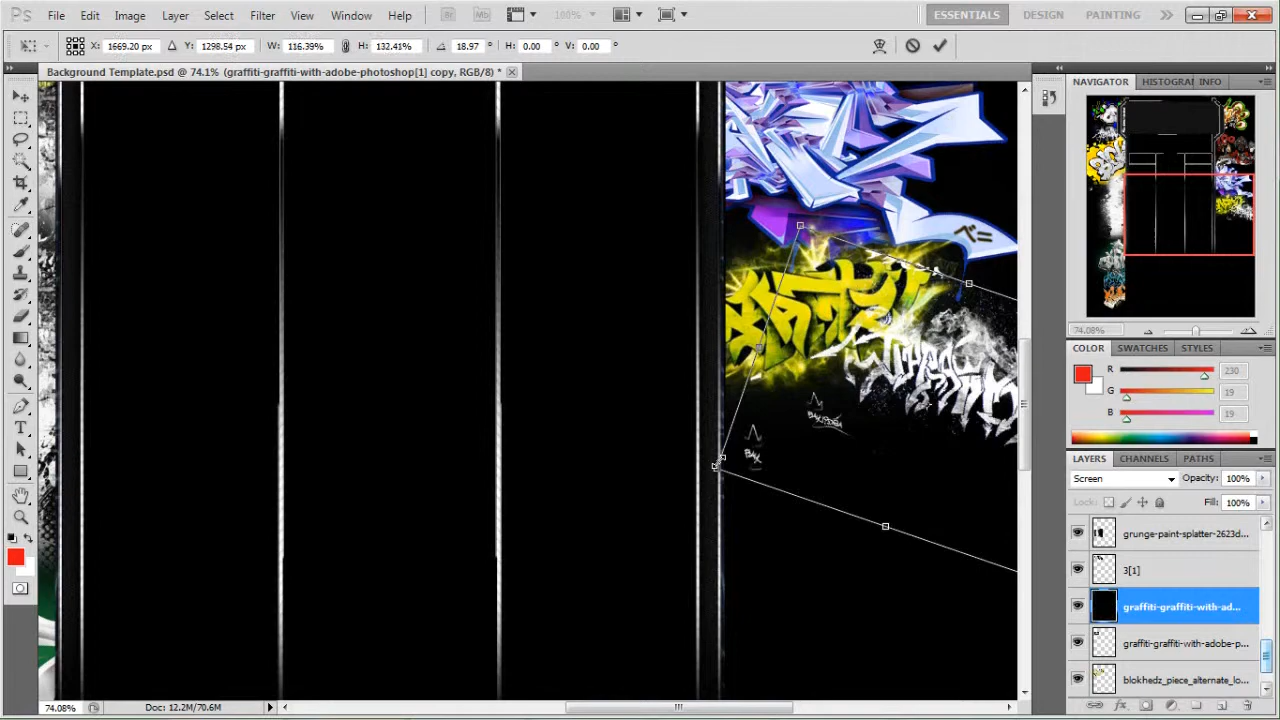 Ps File Edit Image Layer Select Filter View Window Help Br Mb 100% ESSENTIALS DESIGN PAINTING
X: 1669.20 px Y: 1298.54 px W: 116.39% H: 132.41% 18.97 ° H: 0.00 ° V: 0.00 °
Background Template.psd @ 74.1% (graffiti-graffiti-with-adobe-photoshop[1] copy, RGB/8) *
NAVIGATOR HISTOGRAM INFO
74.08%
COLOR SWATCHES STYLES
R 230
G 19
B 19
LAYERS CHANNELS PATHS
Screen Opacity: 100%
Lock: Fill: 100%
grunge-paint-splatter-2623d...
3[1]
graffiti-graffiti-with-ad...
graffiti-graffiti-with-adobe-p...
blokhedz_piece_alternate_lo...
べ=
74.08% Doc: 12.2M/70.6M